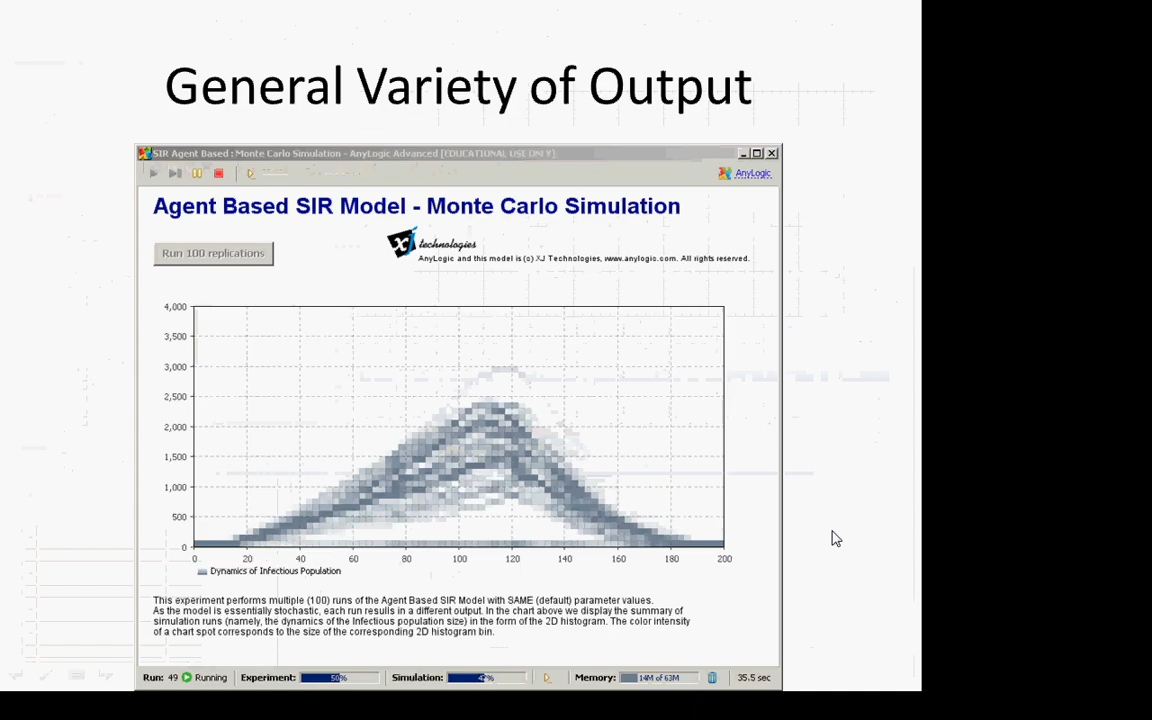 General Variety of Output
SIR Agent Based : Monte Carlo Simulation - AnyLogic Advanced [EDUCATIONAL USE ONLY]
AnyLogic
Agent Based SIR Model - Monte Carlo Simulation
Run 100 replications
xj technologies
AnyLogic and this model is (c) XJ Technologies, www.anylogic.com. All rights reserved.
4,000
3,500
3,000
2,500
2,000
1,500
1,000
500
0
0 20 40 60 80 100 120 140 160 180 200
Dynamics of Infectious Population
This experiment performs multiple (100) runs of the Agent Based SIR Model with SAME (default) parameter values.
As the model is essentially stochastic, each run results in a different output. In the chart above we display the summary of
simulation runs (namely, the dynamics of the Infectious population size) in the form of the 2D histogram. The color intensity
of a chart spot corresponds to the size of the corresponding 2D histogram bin.
Run: 49 Running Experiment: Simulation: Memory: 14M of 63M 35.5 sec